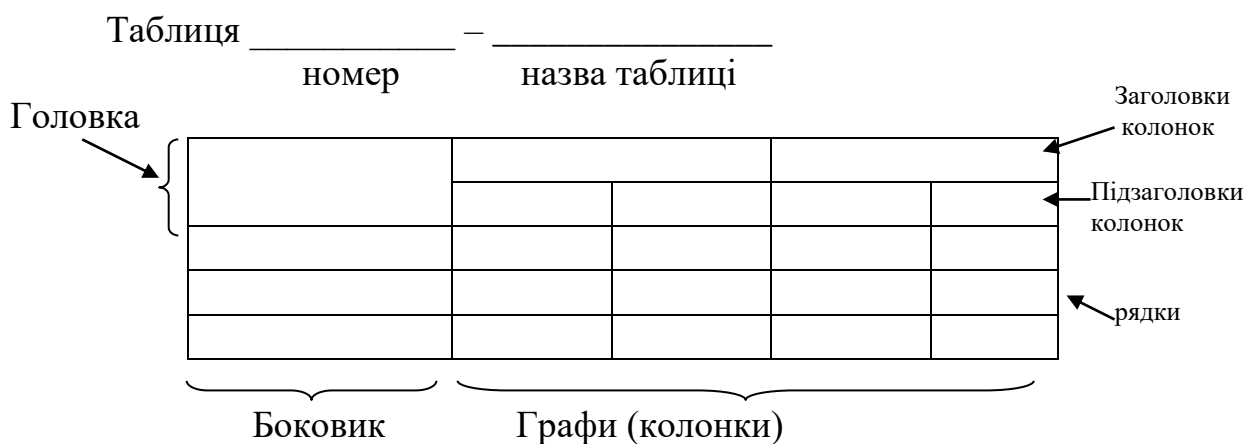 Таблиця ___________ – _______________
номер назва таблиці
Заголовки
колонок
Головка
Підзаголовки
колонок
рядки
Боковик Графи (колонки)